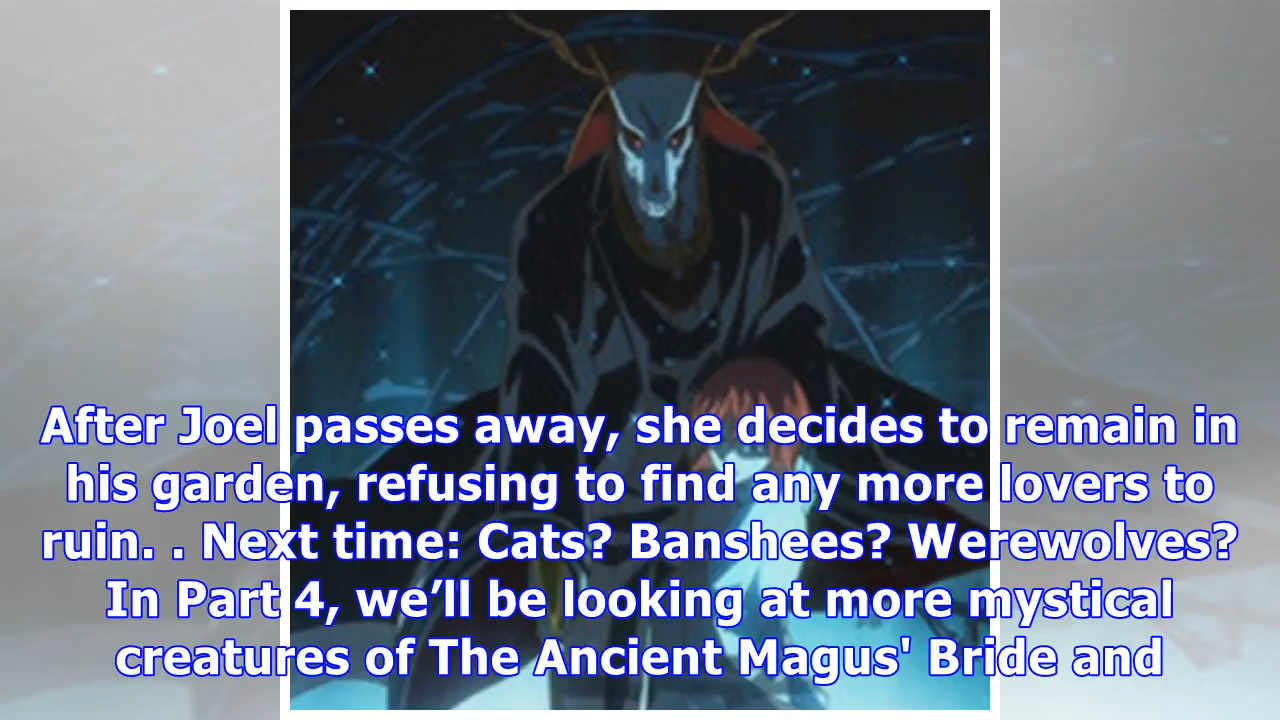 After Joel passes away, she decides to remain in
his garden, refusing to find any more lovers to
ruin. . Next time: Cats? Banshees? Werewolves?
In Part 4, we’ll be looking at more mystical
creatures of The Ancient Magus' Bride and